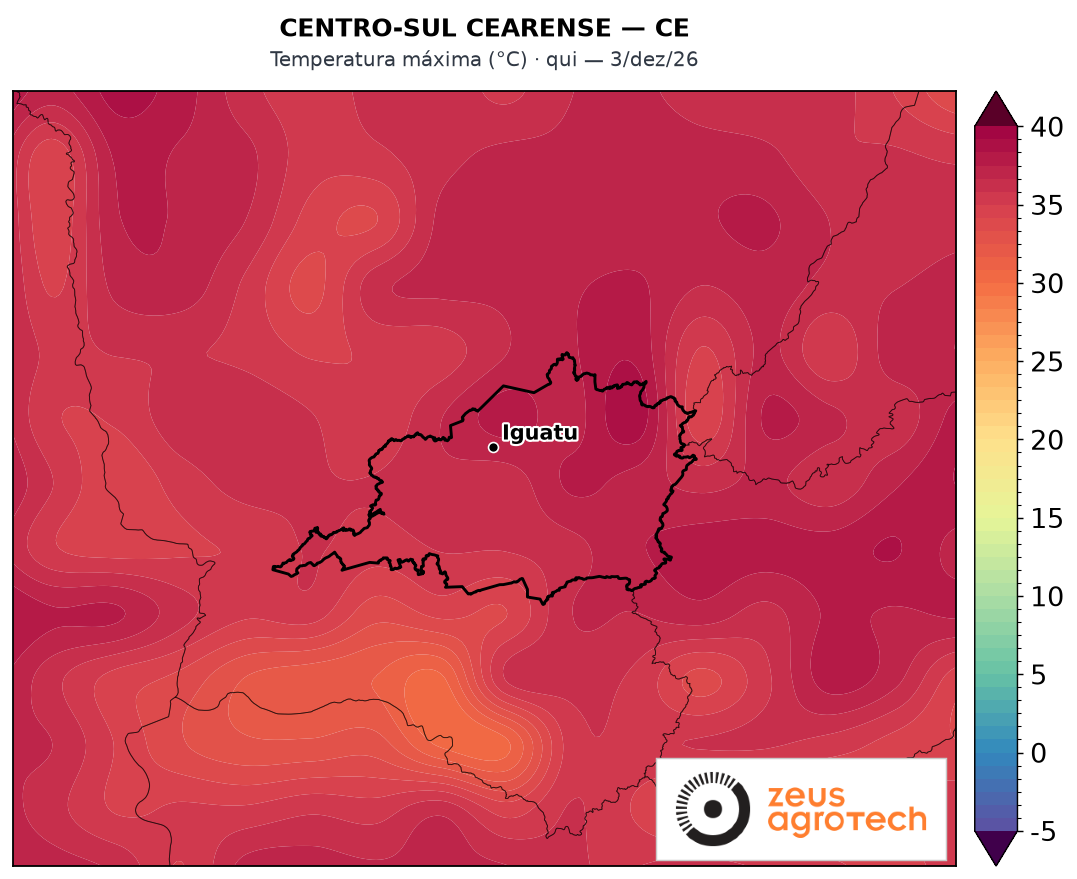 CENTRO-SUL CEARENSE — CE
Temperatura máxima (°C) · qui — 3/dez/26
Iguatu
40
35
30
25
20
15
10
5
0
-5
zeus
agrotech